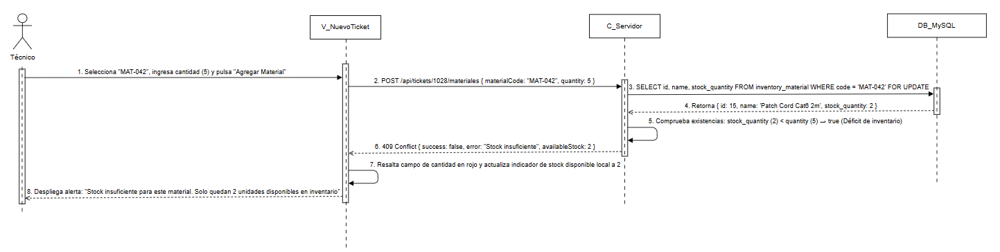 V_NuevoTicket
C_Servidor
DB_MySQL
Técnico
1. Selecciona "MAT-042", ingresa cantidad (5) y pulsa "Agregar Material"
2. POST /api/tickets/1028/materiales { materialCode: "MAT-042", quantity: 5 }
3. SELECT id, name, stock_quantity FROM inventory_material WHERE code = 'MAT-042' FOR UPDATE
4. Retorna { id: 15, name: 'Patch Cord Cat6 2m', stock_quantity: 2 }
5. Comprueba existencias: stock_quantity (2) < quantity (5) → true (Déficit de inventario)
6. 409 Conflict { success: false, error: "Stock insuficiente", availableStock: 2 }
7. Resalta campo de cantidad en rojo y actualiza indicador de stock disponible local a 2
8. Despliega alerta: "Stock insuficiente para este material. Solo quedan 2 unidades disponibles en inventario"